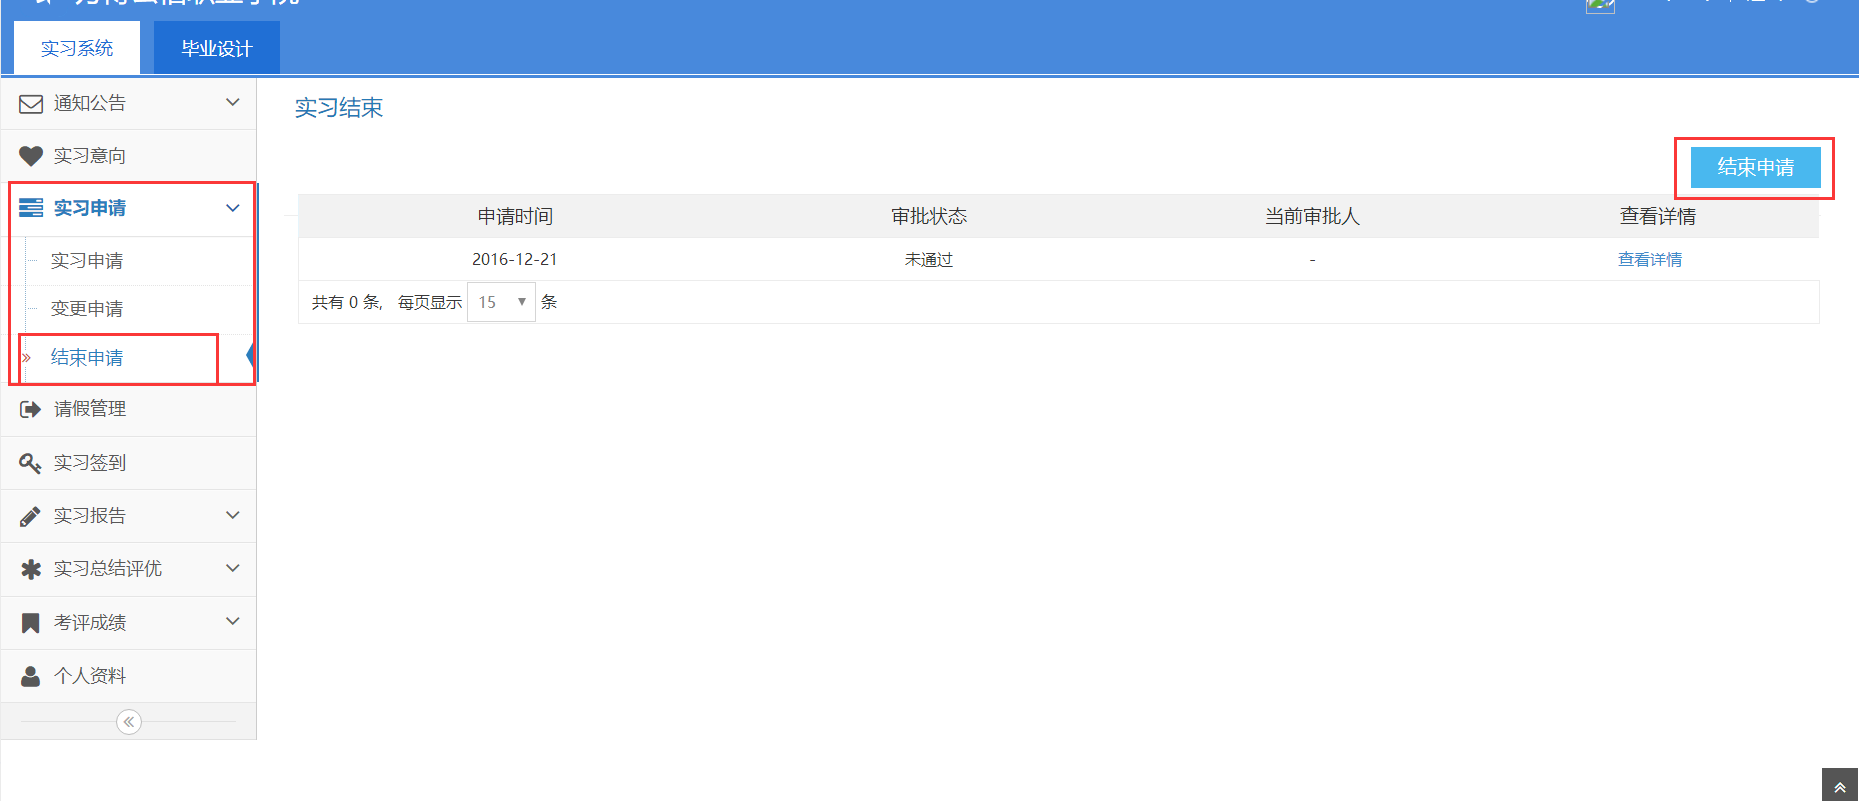 实习系统
毕业设计
通知公告
实习意向
实习申请
实习申请
变更申请
结束申请
请假管理
实习签到
实习报告
实习总结评优
考评成绩
个人资料
实习结束
结束申请
申请时间 审批状态 当前审批人 查看详情
2016-12-21 未通过 - 查看详情
共有 0 条, 每页显示 15 条